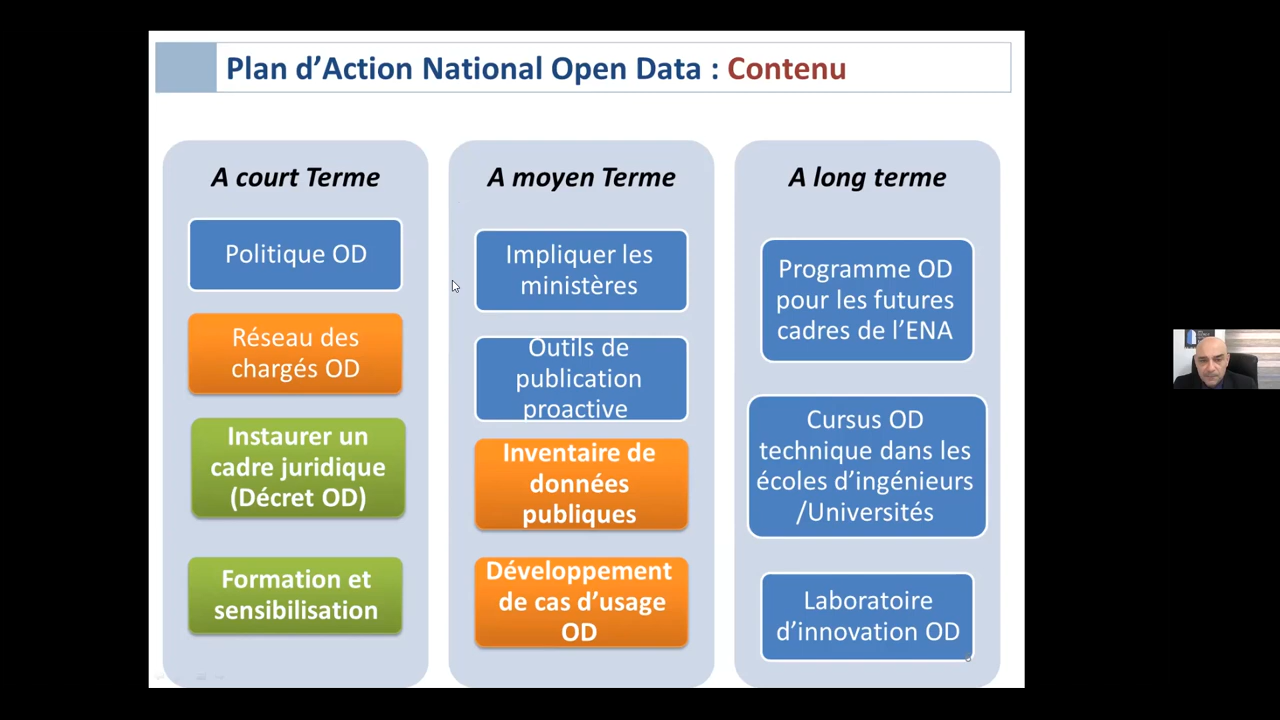 Plan d’Action National Open Data : Contenu
A court Terme
Politique OD
Réseau des
chargés OD
Instaurer un
cadre juridique
(Décret OD)
Formation et
sensibilisation
A moyen Terme
Impliquer les
ministères
Outils de
publication
proactive
Inventaire de
données
publiques
Développement
de cas d’usage
OD
A long terme
Programme OD
pour les futures
cadres de l’ENA
Cursus OD
technique dans les
écoles d’ingénieurs
/Universités
Laboratoire
d’innovation OD